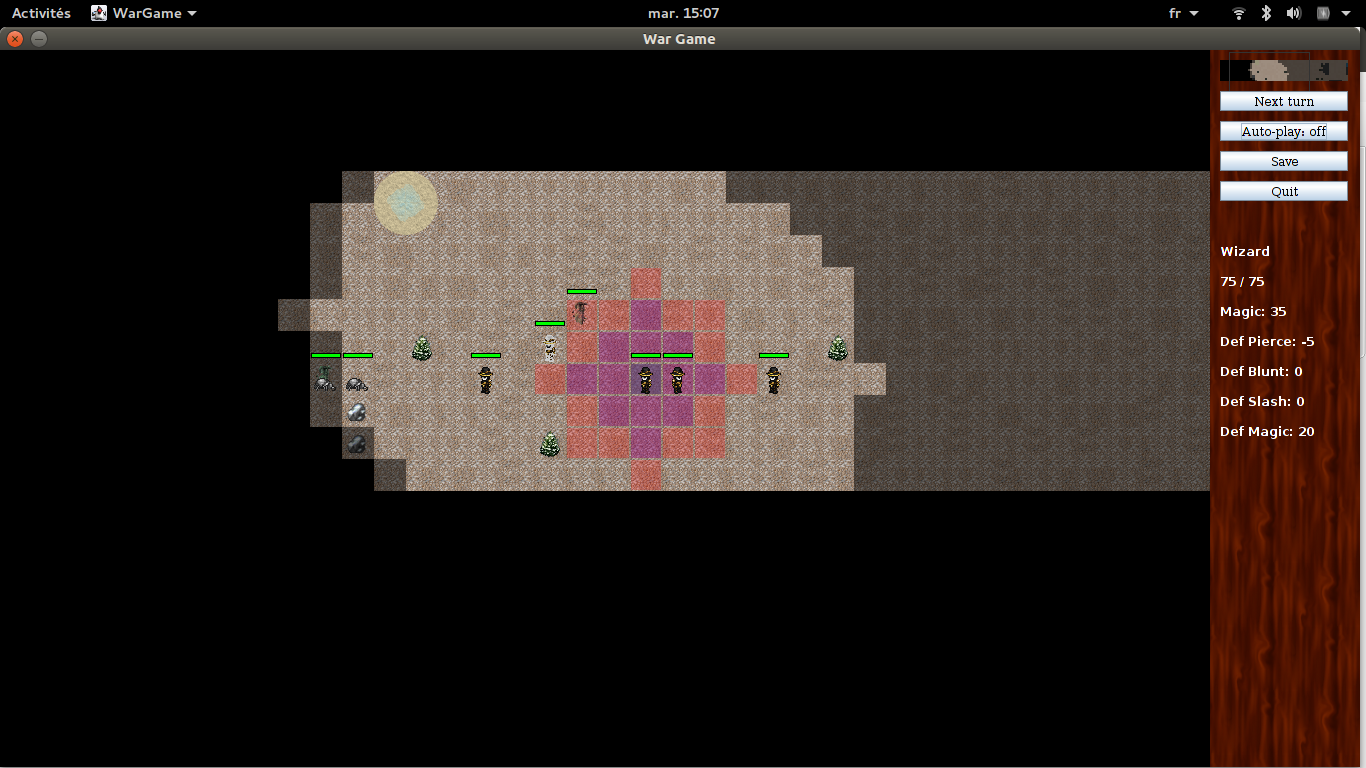 Activités WarGame mar. 15:07 fr
War Game
Next turn
Auto-play: off
Save
Quit
Wizard
75 / 75
Magic: 35
Def Pierce: -5
Def Blunt: 0
Def Slash: 0
Def Magic: 20